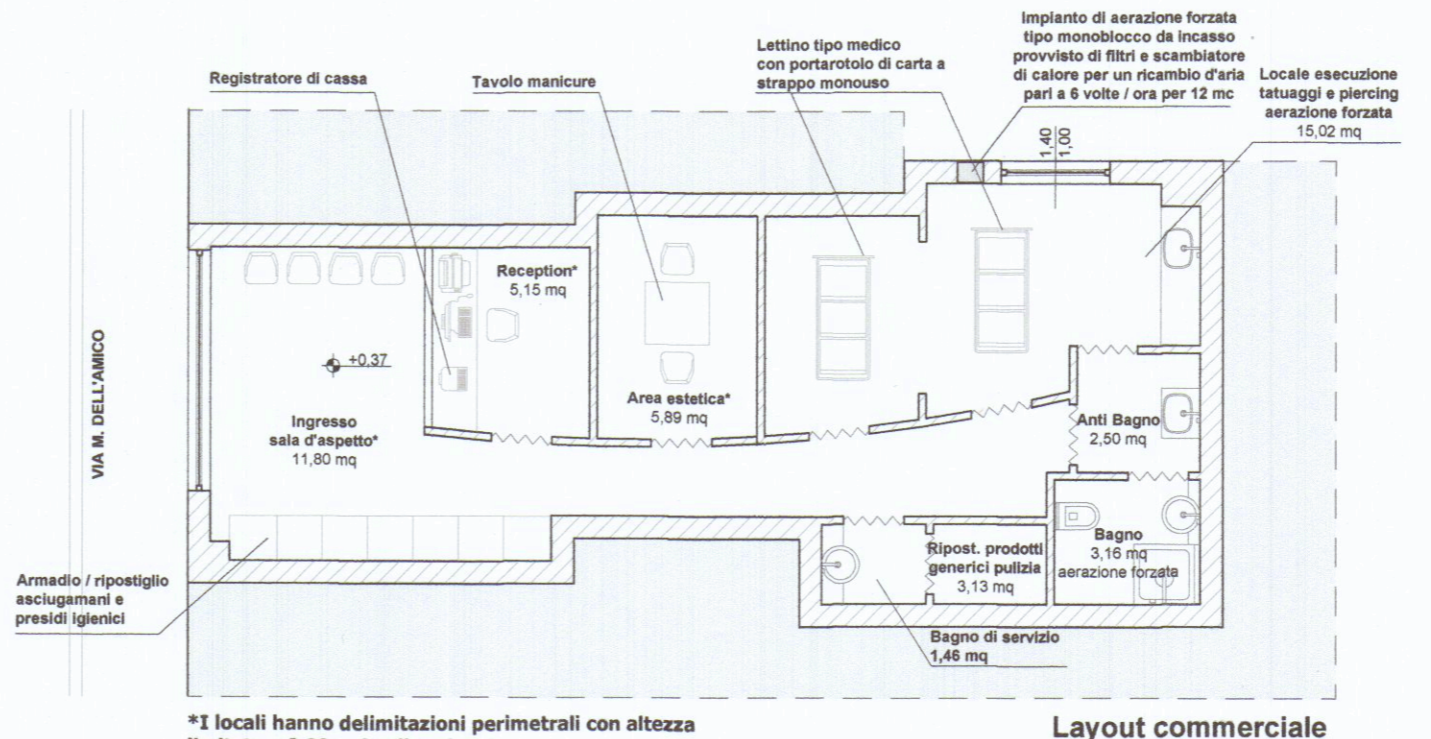 Impianto di aerazione forzata
tipo monoblocco da incasso
provvisto di filtri e scambiatore
di calore per un ricambio d'aria
pari a 6 volte / ora per 12 mc
Lettino tipo medico
con portarotolo di carta a
strappo monouso
Registratore di cassa
Tavolo manicure
Locale esecuzione
tatuaggi e piercing
aerazione forzata
15,02 mq
1,40
1,00
Reception*
5,15 mq
VIA M. DELL'AMICO
+0,37
Ingresso
sala d'aspetto*
11,80 mq
Area estetica*
5,89 mq
Anti Bagno
2,50 mq
Bagno
3,16 mq
aerazione forzata
Ripost. prodotti
generici pulizia
3,13 mq
Armadio / ripostiglio
asciugamani e
presidi igienici
Bagno di servizio
1,46 mq
*I locali hanno delimitazioni perimetrali con altezza
Layout commerciale